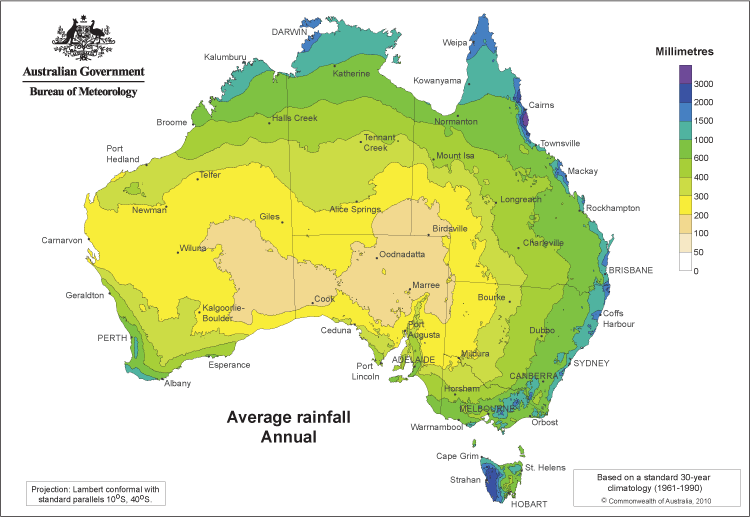 Australian Government
Bureau of Meteorology
DARWIN
Weipa
Kalumburu
Katherine
Kowanyama
Millimetres
3000
2000
1500
1000
600
400
300
200
100
50
0
Cairns
Broome
Halls Creek
Normanton
Port
Hedland
Tennant
Creek
Townsville
Mount Isa
Mackay
Telfer
Newman
Longreach
Rockhampton
Alice Springs
Giles
Birdsville
Carnarvon
Wiluna
Charleville
Oodnadatta
BRISBANE
Geraldton
Marree
Bourke
Kalgoorlie-
Boulder
Cook
Coffs
Harbour
PERTH
Ceduna
Port
Augusta
Dubbo
Esperance
ADELAIDE
Mildura
SYDNEY
Port
Lincoln
CANBERRA
Albany
Horsham
MELBOURNE
Warrnambool
Orbost
Average rainfall
Annual
Cape Grim
St. Helens
Strahan
HOBART
Projection: Lambert conformal with
standard parallels 10°S, 40°S.
Based on a standard 30-year
climatology (1961-1990)
© Commonwealth of Australia, 2010